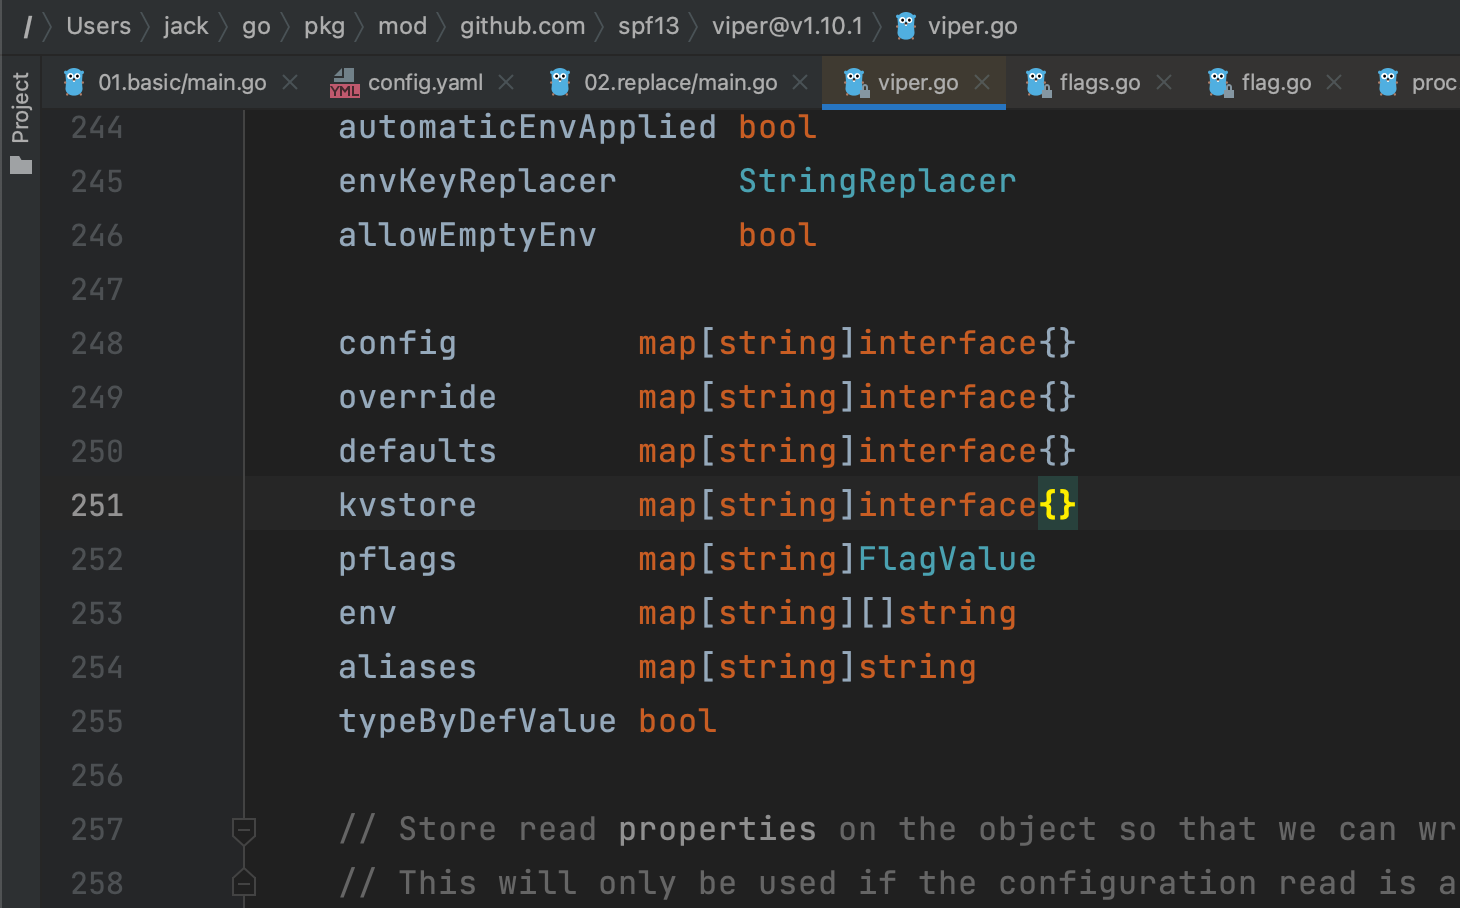 / Users jack go pkg mod github.com spf13 viper@v1.10.1 viper.go
Project
01.basic/main.go config.yaml 02.replace/main.go viper.go flags.go flag.go proc
YML
244 automaticEnvApplied bool
245 envKeyReplacer StringReplacer
246 allowEmptyEnv bool
247
248 config map[string]interface{}
249 override map[string]interface{}
250 defaults map[string]interface{}
251 kvstore map[string]interface{}
252 pflags map[string]FlagValue
253 env map[string][]string
254 aliases map[string]string
255 typeByDefValue bool
256
257 // Store read properties on the object so that we can wr
258 // This will only be used if the configuration read is a